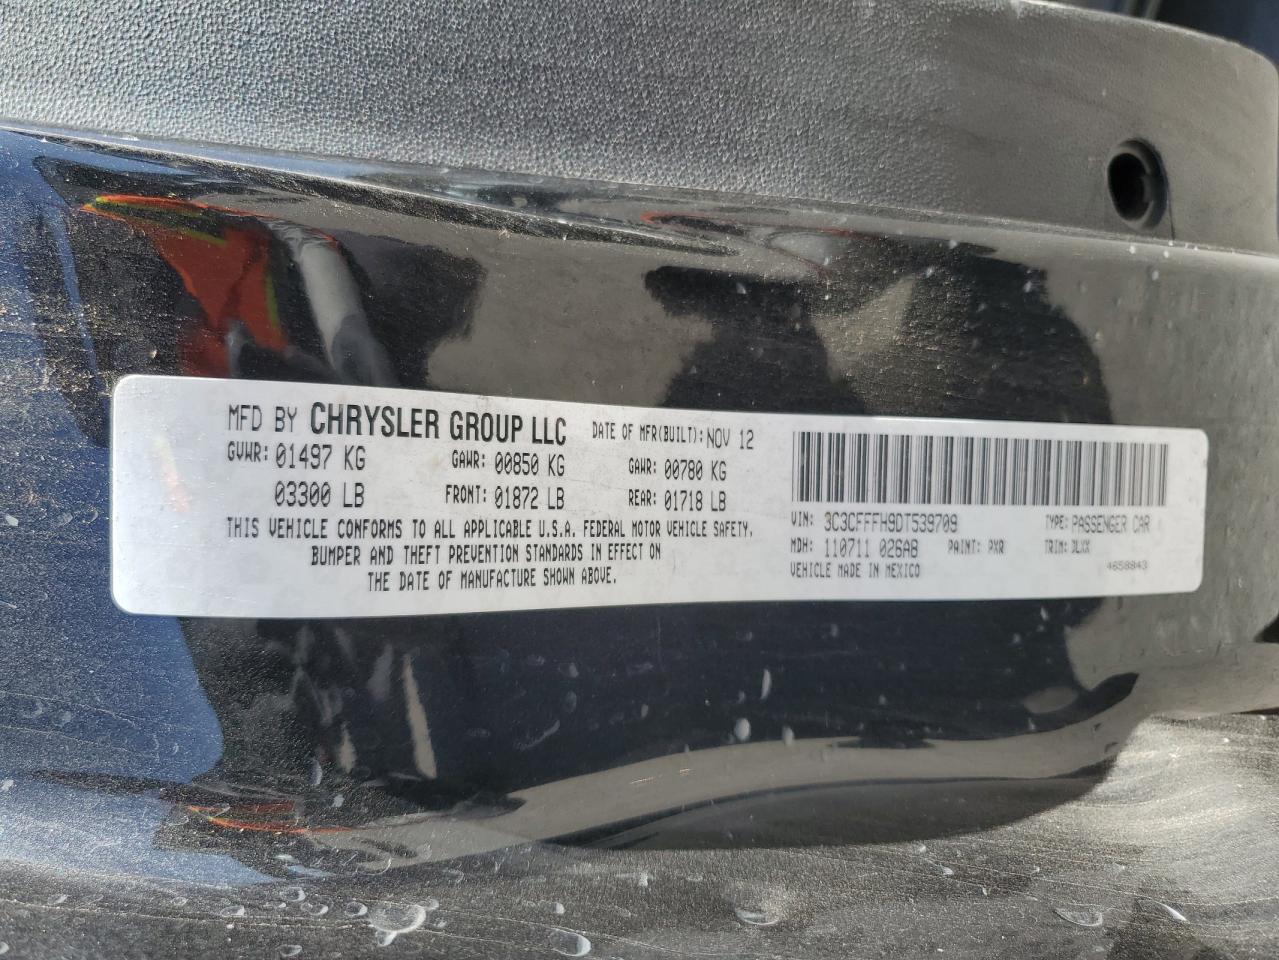 MFD BY CHRYSLER GROUP LLC DATE OF MFR(BUILT): NOV 12
GVWR: 01497 KG GAWR: 00850 KG GAWR: 00780 KG
03300 LB FRONT: 01872 LB REAR: 01718 LB
THIS VEHICLE CONFORMS TO ALL APPLICABLE U.S.A. FEDERAL MOTOR VEHICLE SAFETY,
BUMPER AND THEFT PREVENTION STANDARDS IN EFFECT ON
THE DATE OF MANUFACTURE SHOWN ABOVE.
VIN: 3C3CFFFH9DT539709 TYPE: PASSENGER CAR
MDH: 110711 026AB PAINT: PXR TRIM: JLXX
VEHICLE MADE IN MEXICO 4658843